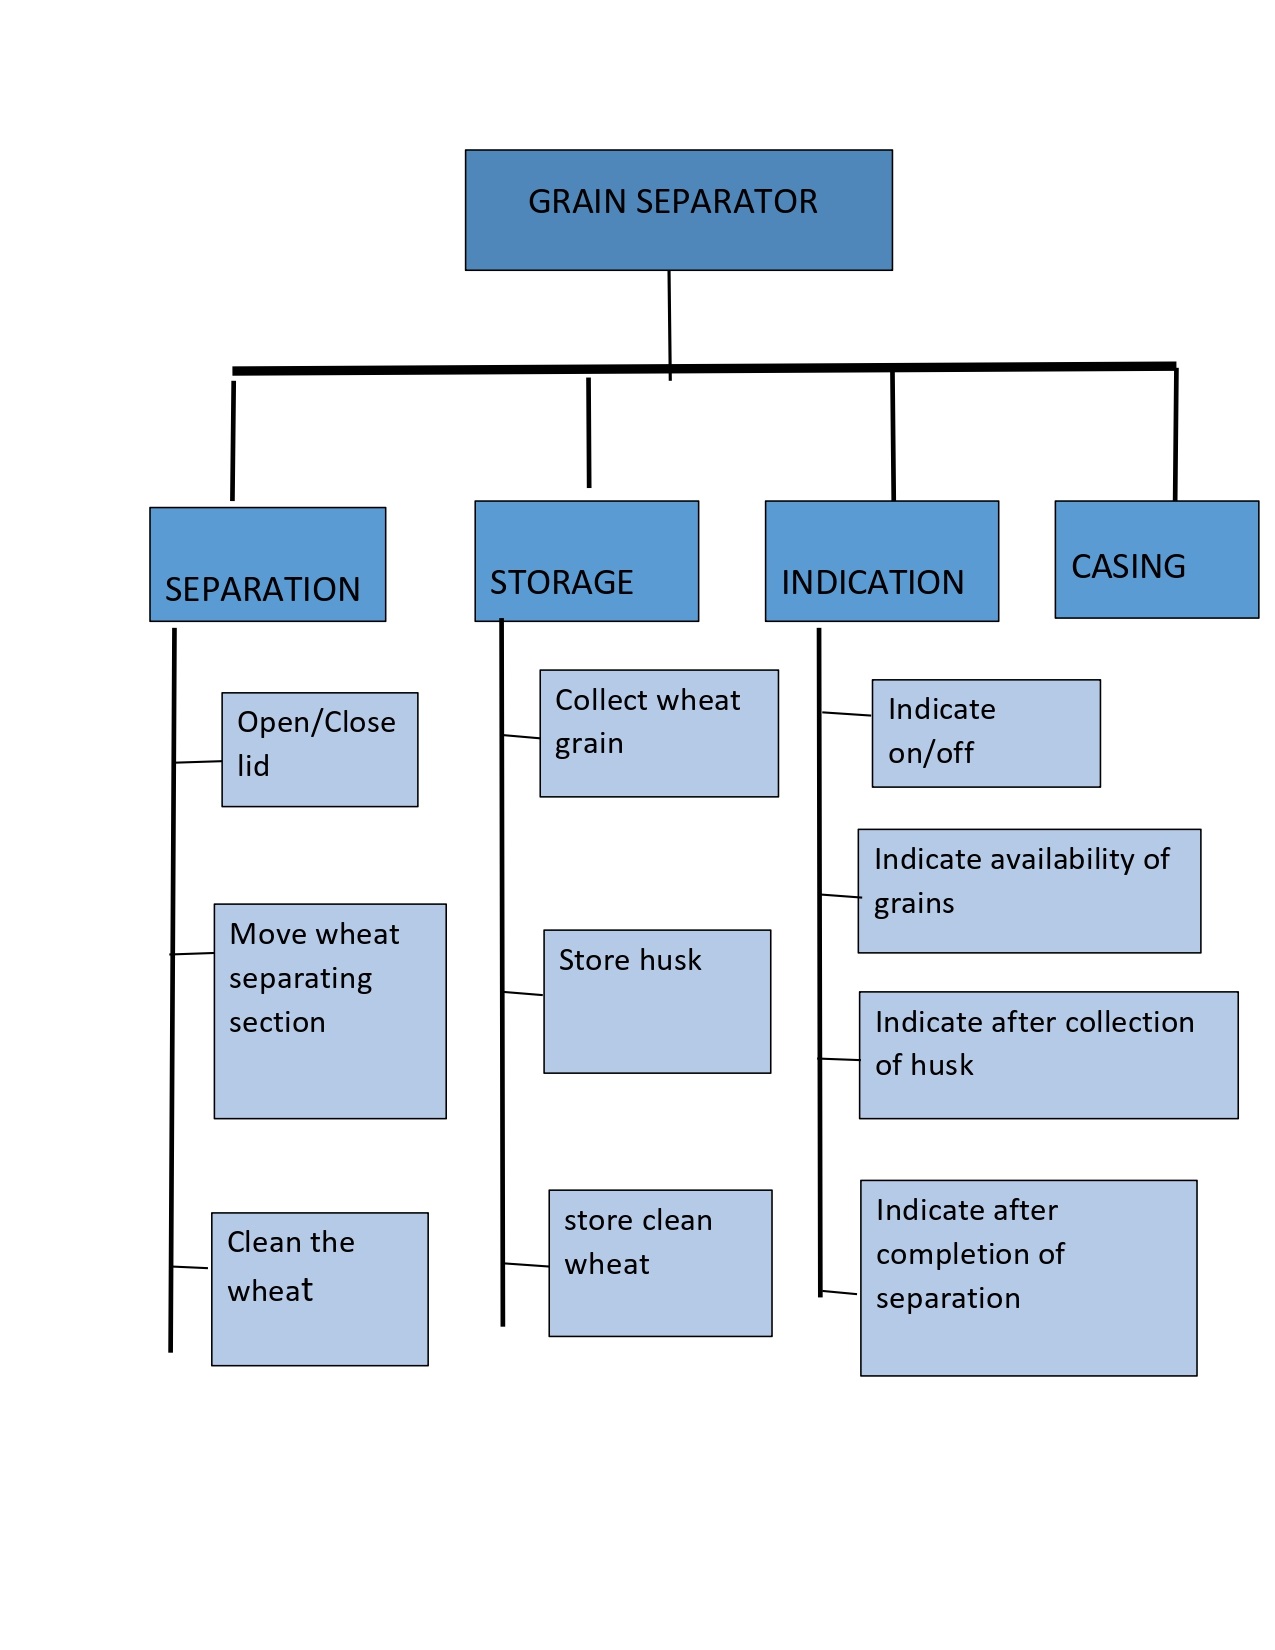 GRAIN SEPARATOR
SEPARATION
STORAGE
INDICATION
CASING
Open/Close
lid
Move wheat
separating
section
Clean the
wheat
Collect wheat
grain
Store husk
store clean
wheat
Indicate
on/off
Indicate availability of
grains
Indicate after collection
of husk
Indicate after
completion of
separation